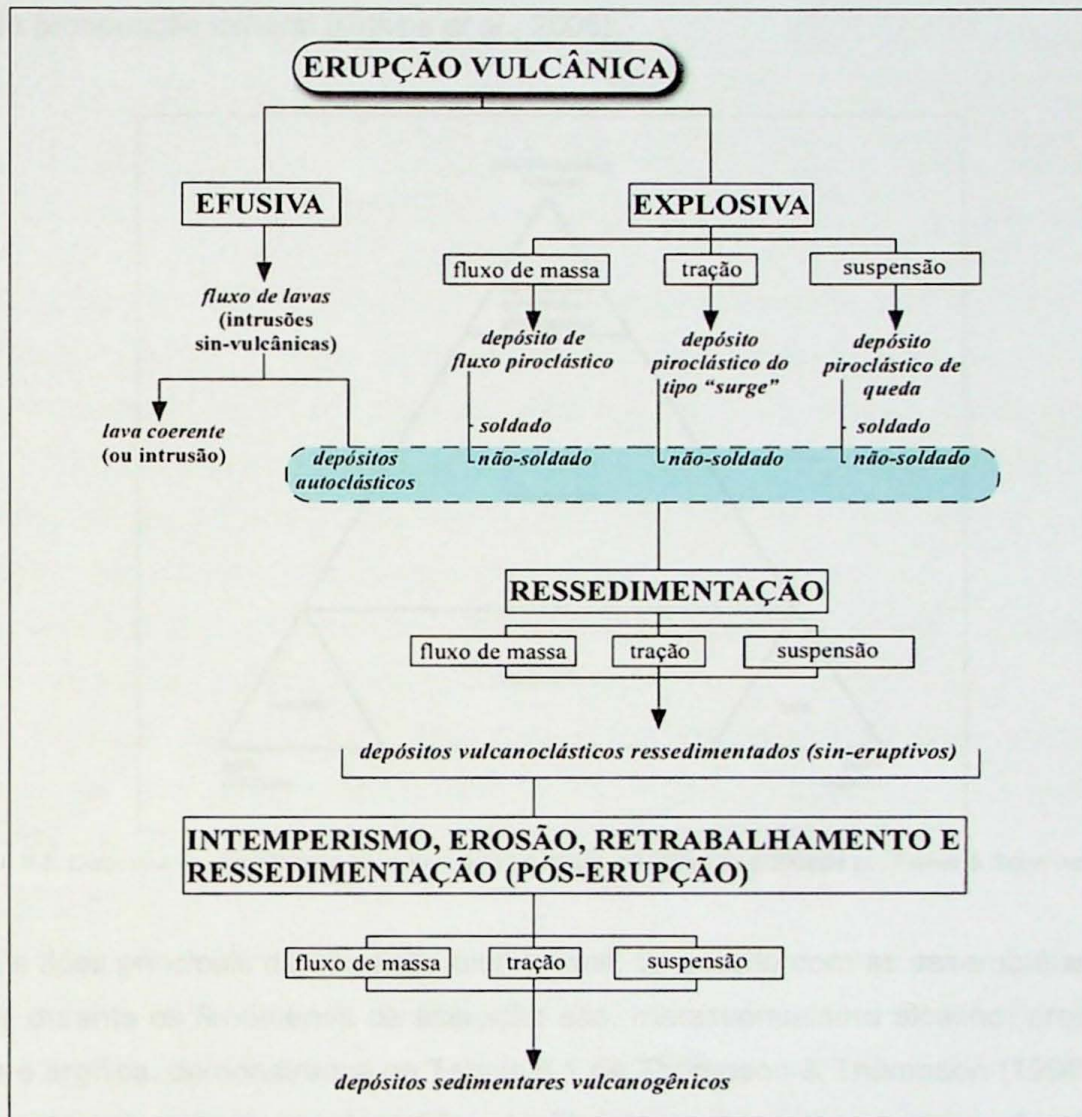 ERUPÇÃO VULCÂNICA
EFUSIVA
EXPLOSIVA
fluxo de massa
tração
suspensão
fluxo de lavas
(intrusões
sin-vulcânicas)
depósito de
fluxo piroclástico
depósito
piroclástico do
tipo “surge”
depósito
piroclástico de
queda
lava coerente
(ou intrusão)
soldado
soldado
depósitos
autoclásticos
não-soldado
não-soldado
não-soldado
RESSEDIMENTAÇÃO
fluxo de massa
tração
suspensão
depósitos vulcanoclásticos ressedimentados (sin-eruptivos)
INTEMPERISMO, EROSÃO, RETRABALHAMENTO E
RESSEDIMENTAÇÃO (PÓS-ERUPÇÃO)
fluxo de massa
tração
suspensão
depósitos sedimentares vulcanogênicos